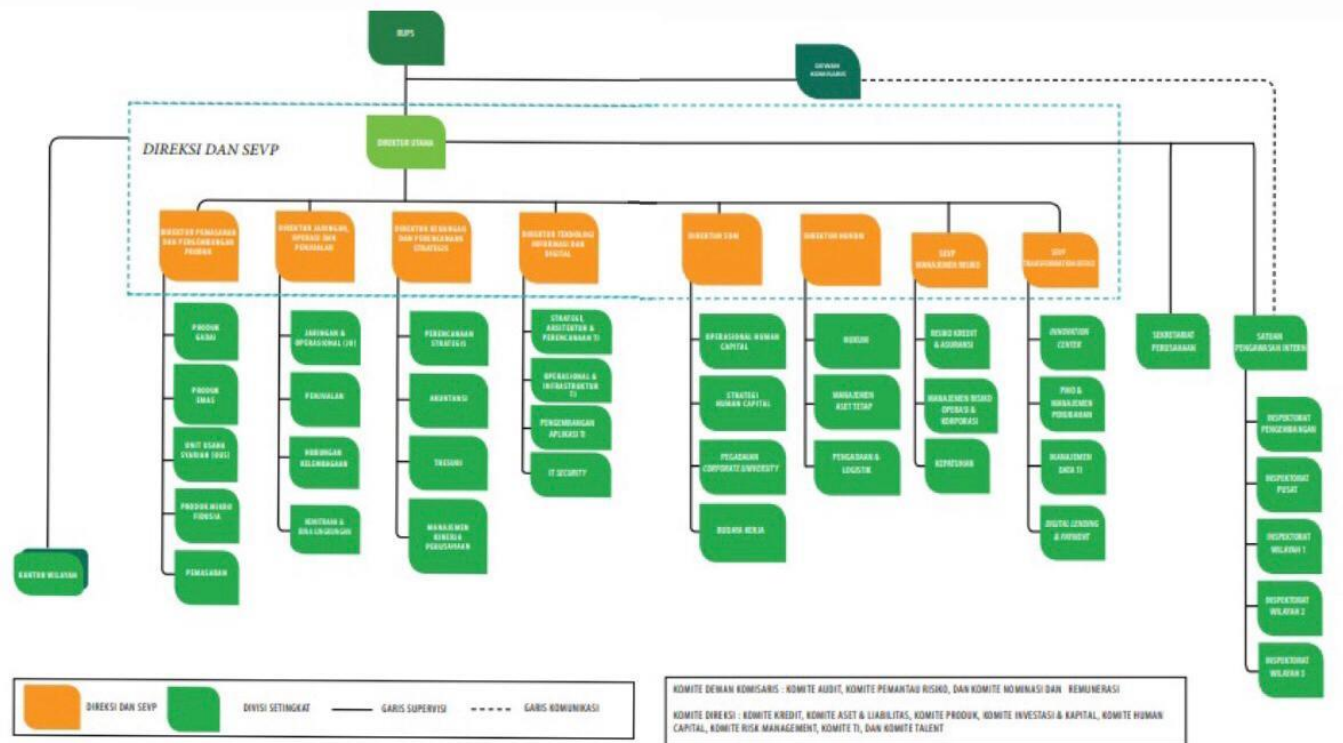 RUPS
DEWAN
KOMISARIS
DIREKSI DAN SEVP
DIREKTUR UTAMA
DIREKTUR PEMASARAN
DAN PENGEMBANGAN
PRODUK
DIREKTUR JARINGAN,
OPERASI DAN
PENJUALAN
DIREKTUR KEUANGAN
DAN PERENCANAAN
STRATEGIS
DIREKTUR TEKNOLOGI
INFORMASI DAN
DIGITAL
DIREKTUR SDM
DIREKTUR HUKUM
SEVP
MANAJEMEN RISIKO
SEVP
TRANSFORMATION OFFICE
PRODUK
GADAI
PRODUK
EMAS
UNIT USAHA
SYARIAH (UUS)
PRODUK MIKRO
FIDUSIA
PEMASARAN
JARINGAN &
OPERASIONAL
PENJUALAN
HUBUNGAN
KELEMBAGAAN
KEMITRAAN &
BINA LINGKUNGAN
PERENCANAAN
STRATEGIS
AKUNTANSI
TRESURI
MANAJEMEN
KINERJA
PERUSAHAAN
STRATEGI,
ARSITEKTUR &
PERENCANAAN TI
OPERASIONAL &
INFRASTRUKTUR
TI
PENGEMBANGAN
APLIKASI TI
IT SECURITY
OPERASIONAL HUMAN
CAPITAL
STRATEGI
HUMAN CAPITAL
PEGADAIAN
CORPORATE UNIVERSITY
BUDAYA KERJA
HUKUM
MANAJEMEN
ASET TETAP
PENGADAAN &
LOGISTIK
RISIKO KREDIT
& ASURANSI
MANAJEMEN RISIKO
OPERASI &
KORPORASI
KEPATUHAN
INNOVATION
CENTER
PMO &
MANAJEMEN
PERUBAHAN
MANAJEMEN
DATA TI
DIGITAL LENDING
& PAYMENT
SEKRETARIAT
PERUSAHAAN
SATUAN
PENGAWASAN INTERN
INSPEKTORAT
PENGEMBANGAN
INSPEKTORAT
PUSAT
INSPEKTORAT
WILAYAH 1
INSPEKTORAT
WILAYAH 2
INSPEKTORAT
WILAYAH 3
KANTOR WILAYAH
DIREKSI DAN SEVP
DIVISI SETINGKAT
GARIS SUPERVISI
GARIS KOMUNIKASI
KOMITE DEWAN KOMISARIS : KOMITE AUDIT, KOMITE PEMANTAU RISIKO, DAN KOMITE NOMINASI DAN REMUNERASI
KOMITE DIREKSI : KOMITE KREDIT, KOMITE ASET & LIABILITAS, KOMITE PRODUK, KOMITE INVESTASI & KAPITAL, KOMITE HUMAN
CAPITAL, KOMITE RISK MANAGEMENT, KOMITE TI, DAN KOMITE TALENT